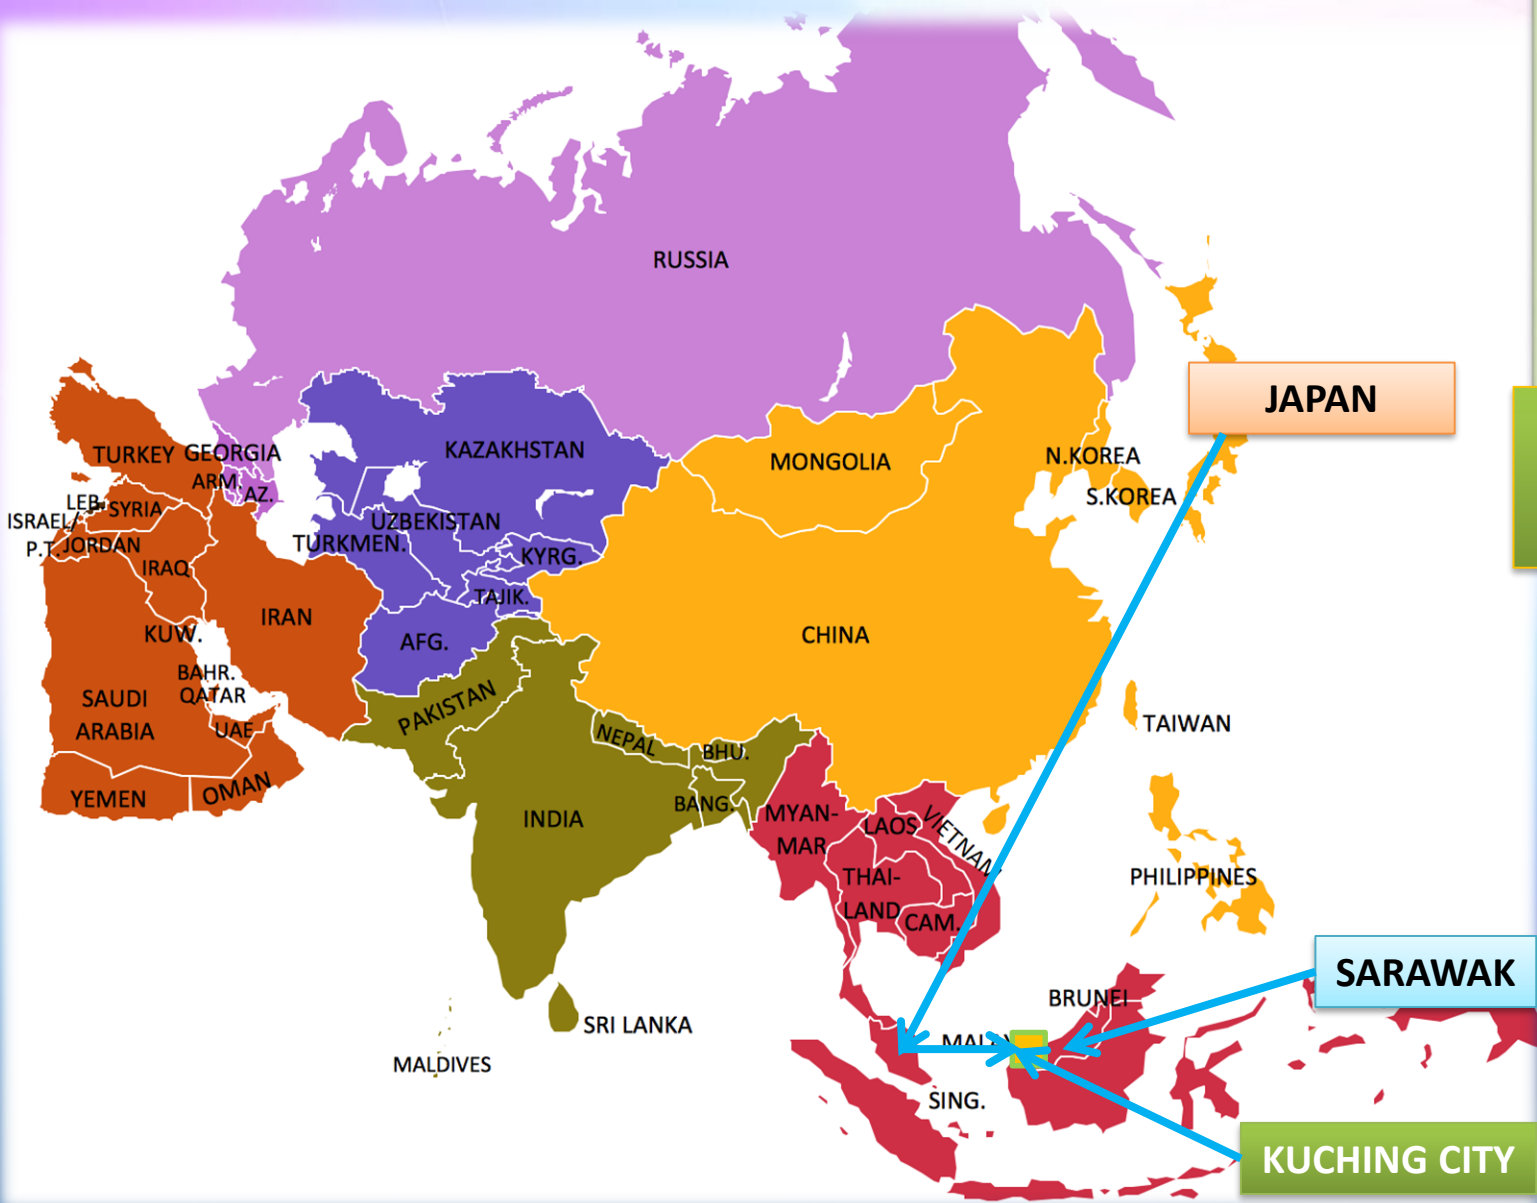 RUSSIA
JAPAN
KAZAKHSTAN
MONGOLIA
N.KOREA
S.KOREA
TURKEY
GEORGIA
ARM.
AZ.
LEB.
SYRIA
ISRAEL/
P.T.
JORDAN
IRAQ
UZBEKISTAN
TURKMEN.
KYRG.
TAJIK.
IRAN
AFG.
CHINA
KUW.
BAHR.
QATAR
SAUDI
ARABIA
UAE
PAKISTAN
NEPAL
BHU.
TAIWAN
YEMEN
OMAN
INDIA
BANG.
MYAN-
MAR
LAOS
VIETNAM
THAI-
LAND
CAM.
PHILIPPINES
SARAWAK
BRUNEI
SRI LANKA
MALDIVES
SING.
KUCHING CITY